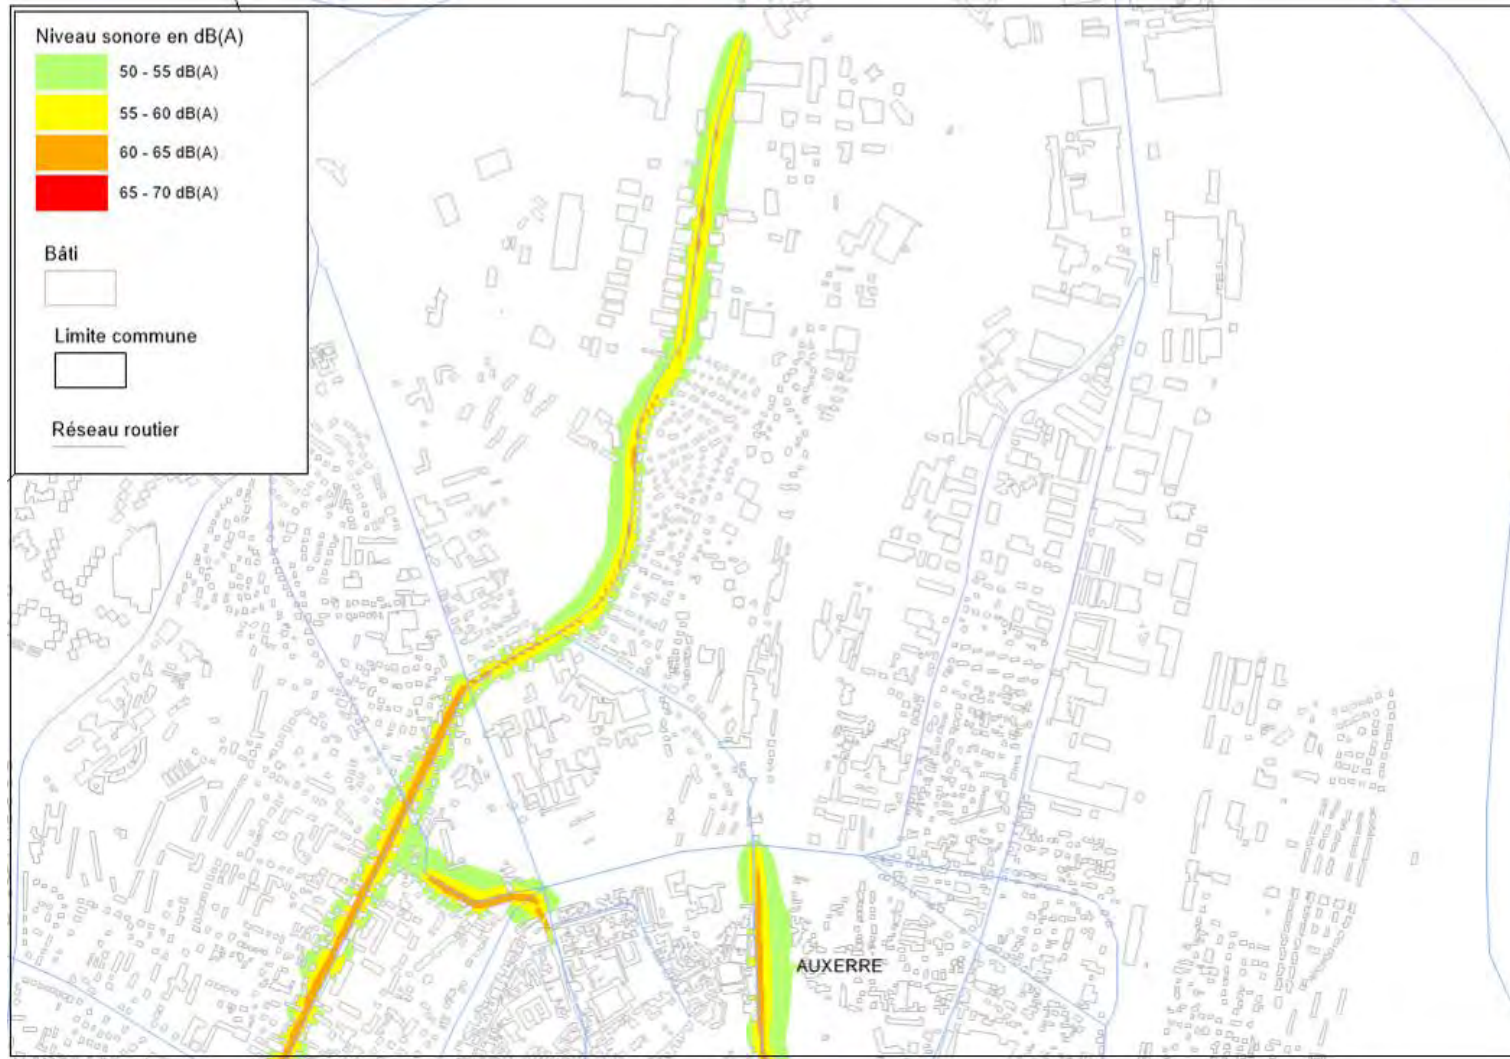 Niveau sonore en dB(A)
50 - 55 dB(A)
55 - 60 dB(A)
60 - 65 dB(A)
65 - 70 dB(A)
Bâti
Limite commune
Réseau routier
AUXERRE